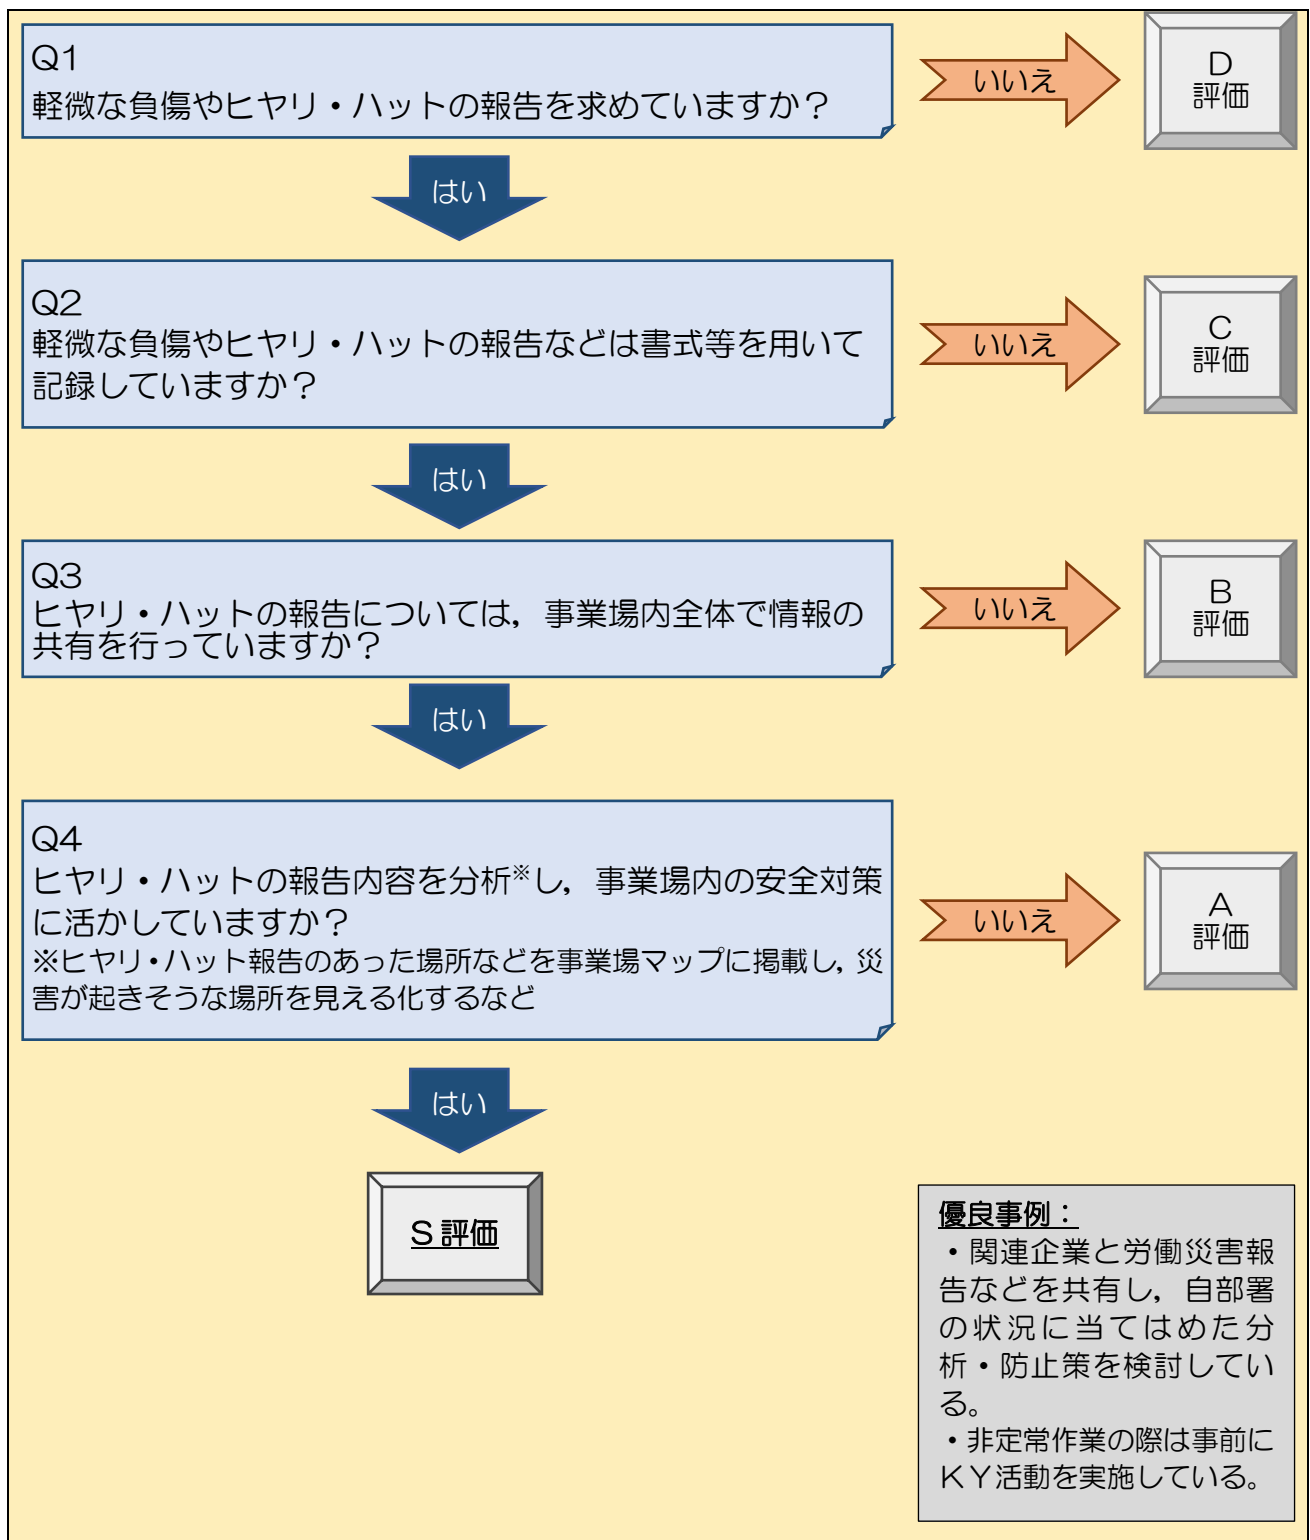 Q1
軽微な負傷やヒヤリ・ハットの報告を求めていますか？
いいえ
D
評価
はい
Q2
軽微な負傷やヒヤリ・ハットの報告などは書式等を用いて
記録していますか？
いいえ
C
評価
はい
Q3
ヒヤリ・ハットの報告については，事業場内全体で情報の
共有を行っていますか？
いいえ
B
評価
はい
Q4
ヒヤリ・ハットの報告内容を分析※し，事業場内の安全対策
に活かしていますか？
※ヒヤリ・ハット報告のあった場所などを事業場マップに掲載し，災
害が起きそうな場所を見える化するなど
いいえ
A
評価
はい
S評価
優良事例：
・関連企業と労働災害報
告などを共有し，自部署
の状況に当てはめた分
析・防止策を検討してい
る。
・非定常作業の際は事前に
ＫＹ活動を実施している。